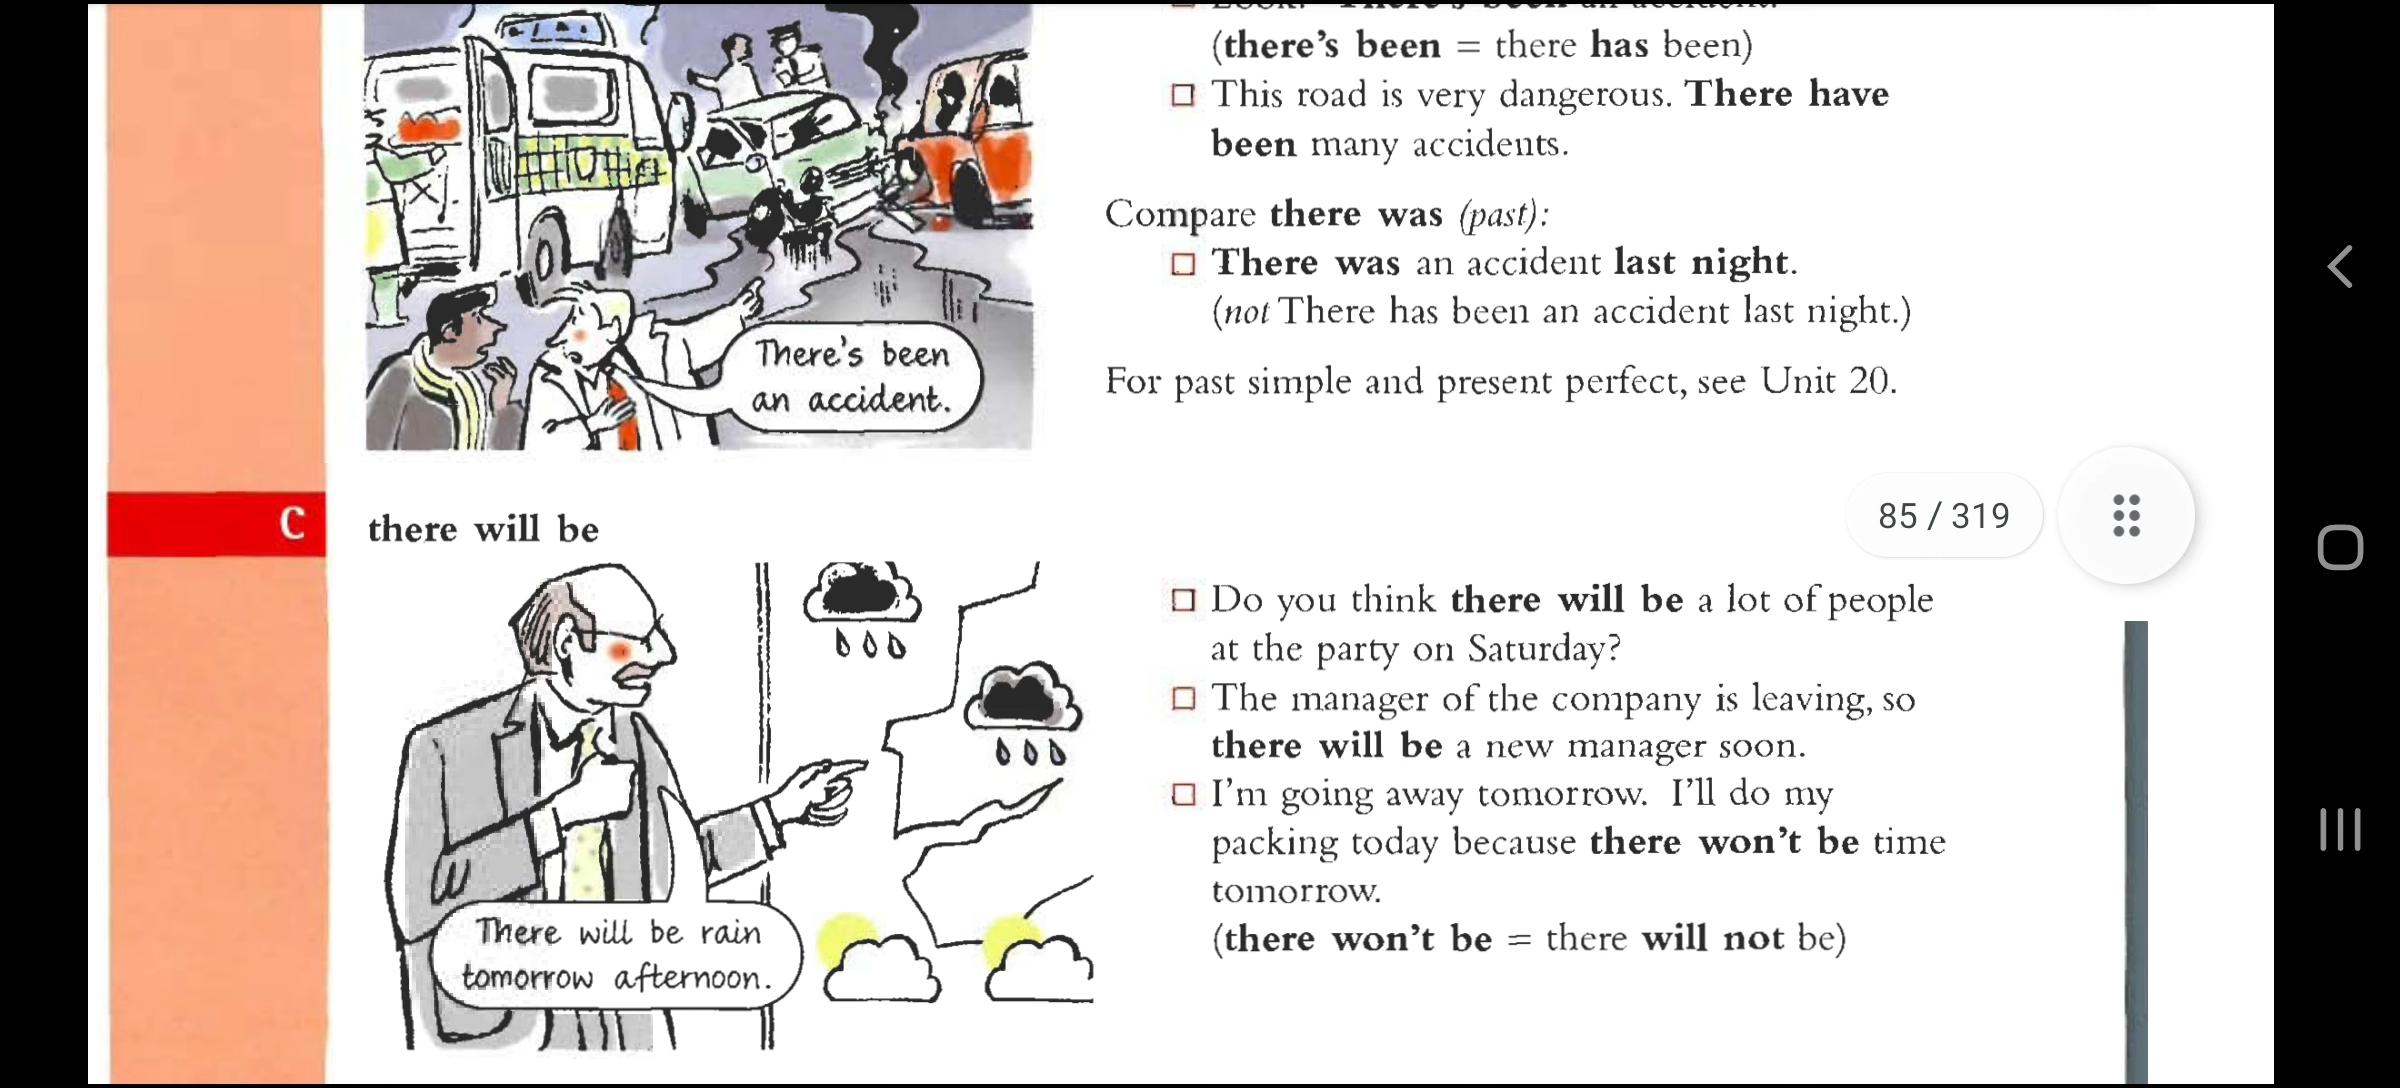 Look! There's been an accident.
(there’s been = there has been)
This road is very dangerous. There have
been many accidents.
Compare there was (past):
There was an accident last night.
(not There has been an accident last night.)
For past simple and present perfect, see Unit 20.
There's been
an accident.
85 / 319
C
there will be
Do you think there will be a lot of people
at the party on Saturday?
The manager of the company is leaving, so
there will be a new manager soon.
I’m going away tomorrow. I’ll do my
packing today because there won’t be time
tomorrow.
(there won’t be = there will not be)
There will be rain
tomorrow afternoon.